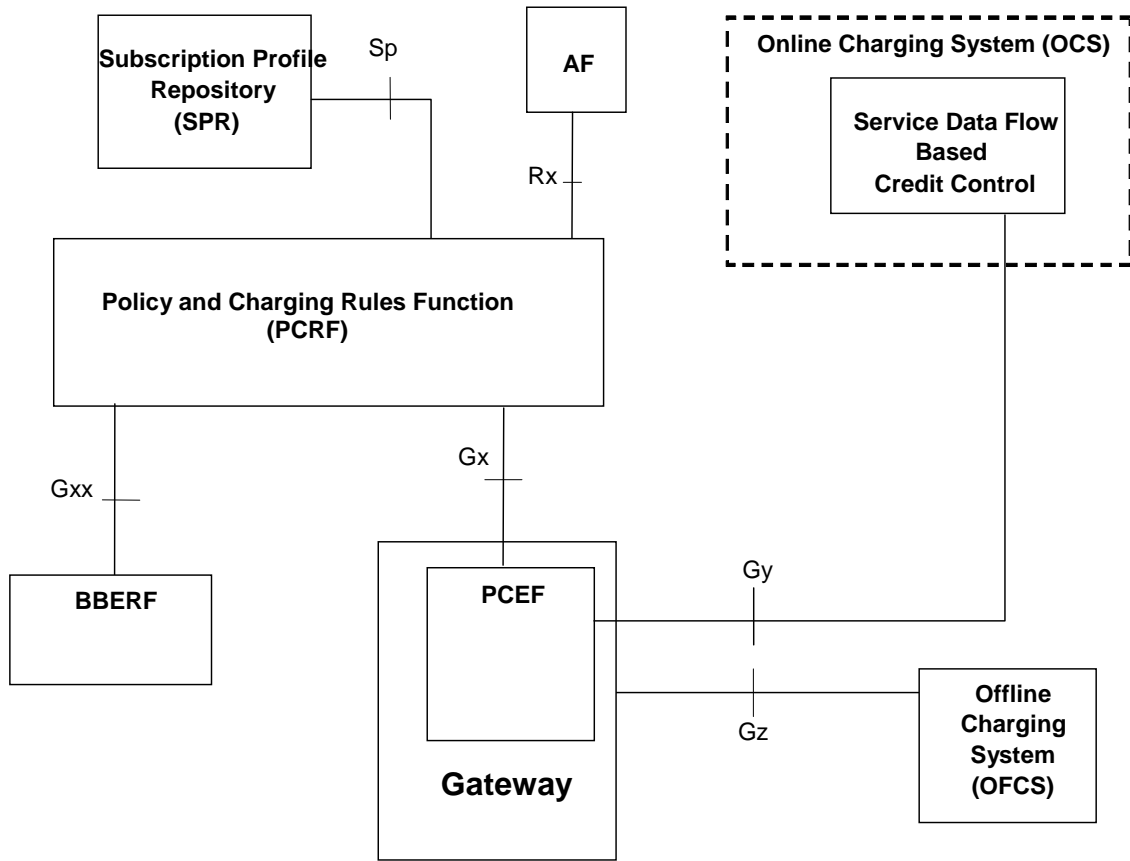 Subscription Profile
Repository
(SPR)
Sp
AF
Online Charging System (OCS)
Service Data Flow
Based
Credit Control
Rx
Policy and Charging Rules Function
(PCRF)
Gxx
Gx
BBERF
PCEF
Gy
Gz
Offline
Charging
System
(OFCS)
Gateway